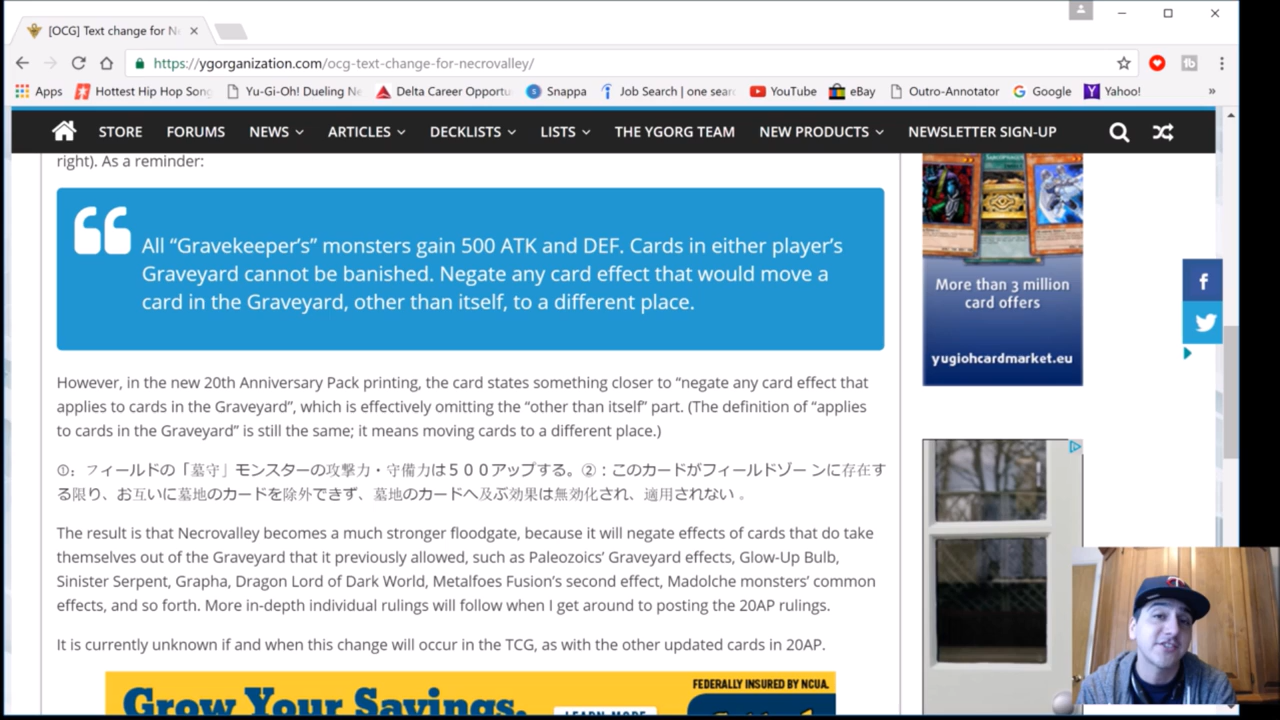 [OCG] Text change for Ne
https://ygorganization.com/ocg-text-change-for-necrovalley/
Apps Hottest Hip Hop Song Yu-Gi-Oh! Dueling Ne Delta Career Opportu Snappa Job Search | one sear YouTube eBay Outro-Annotator Google Yahoo! »
STORE FORUMS NEWS ARTICLES DECKLISTS LISTS THE YGORG TEAM NEW PRODUCTS NEWSLETTER SIGN-UP
right). As a reminder:
All “Gravekeeper’s” monsters gain 500 ATK and DEF. Cards in either player’s
Graveyard cannot be banished. Negate any card effect that would move a
card in the Graveyard, other than itself, to a different place.
However, in the new 20th Anniversary Pack printing, the card states something closer to “negate any card effect that
applies to cards in the Graveyard”, which is effectively omitting the “other than itself” part. (The definition of “applies
to cards in the Graveyard” is still the same; it means moving cards to a different place.)
①：フィールドの「墓守」モンスターの攻撃力・守備力は５００アップする。②：このカードがフィールドゾーンに存在す
る限り、お互いに墓地のカードを除外できず、墓地のカードへ及ぶ効果は無効化され、適用されない 。
The result is that Necrovalley becomes a much stronger floodgate, because it will negate effects of cards that do take
themselves out of the Graveyard that it previously allowed, such as Paleozoics’ Graveyard effects, Glow-Up Bulb,
Sinister Serpent, Grapha, Dragon Lord of Dark World, Metalfoes Fusion’s second effect, Madolche monsters’ common
effects, and so forth. More in-depth individual rulings will follow when I get around to posting the 20AP rulings.
It is currently unknown if and when this change will occur in the TCG, as with the other updated cards in 20AP.
Grow Your Savings.
FEDERALLY INSURED BY NCUA.
LEARN MORE
More than 3 million
card offers
yugiohcardmarket.eu